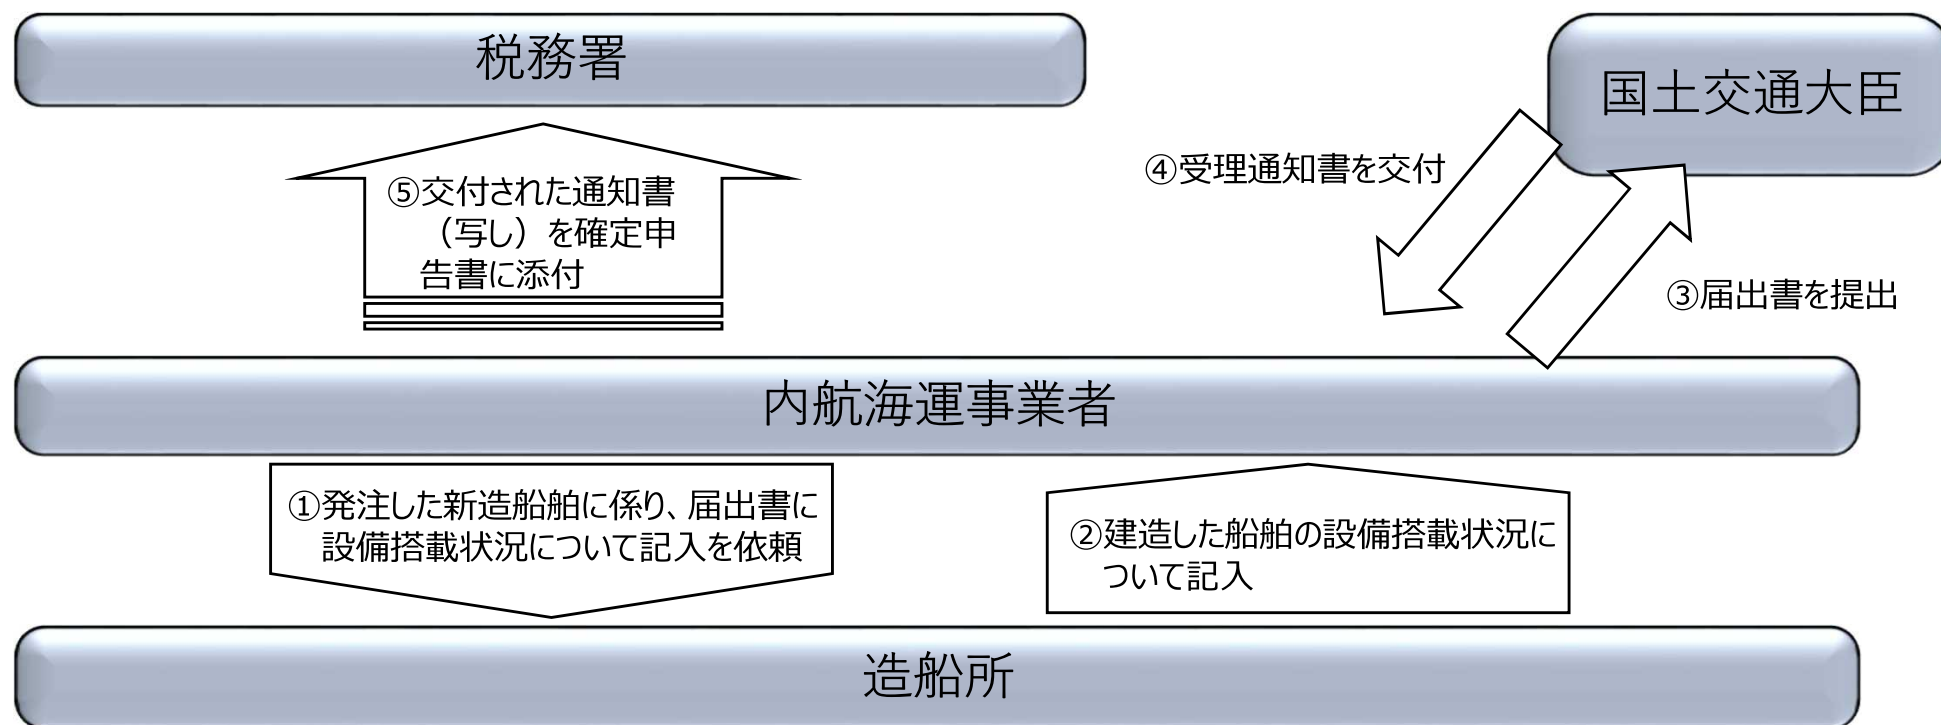 税務署
国土交通大臣
④受理通知書を交付
⑤交付された通知書
（写し）を確定申
告書に添付
③届出書を提出
内航海運事業者
①発注した新造船舶に係り、届出書に
設備搭載状況について記入を依頼
②建造した船舶の設備搭載状況に
ついて記入
造船所